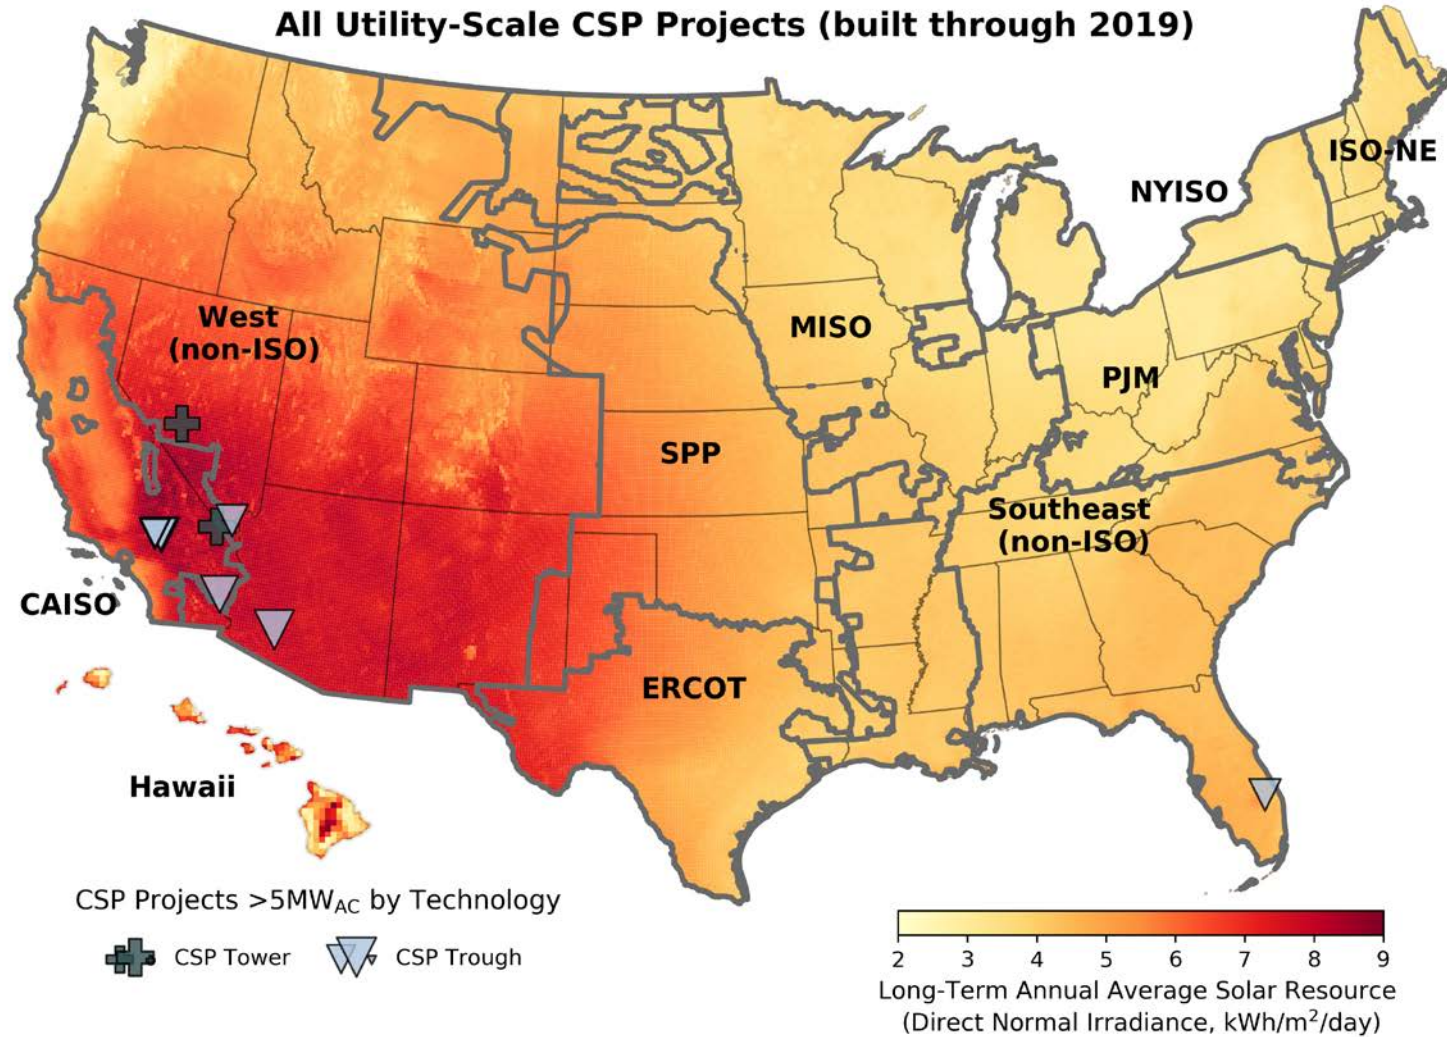 All Utility-Scale CSP Projects (built through 2019)
ISO-NE
NYISO
West
(non-ISO)
MISO
PJM
SPP
Southeast
(non-ISO)
CAISO
ERCOT
Hawaii
CSP Projects >5MWAC by Technology
CSP Tower
CSP Trough
2 3 4 5 6 7 8 9
Long-Term Annual Average Solar Resource
(Direct Normal Irradiance, kWh/m²/day)